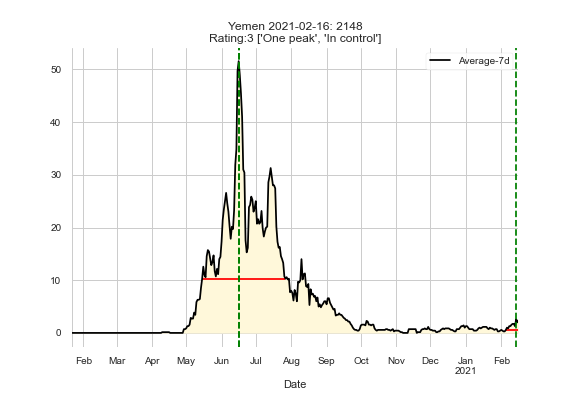 Yemen 2021-02-16: 2148
Rating:3 ['One peak', 'In control']
Average-7d
50
40
30
20
10
0
Feb Mar Apr May Jun Jul Aug Sep Oct Nov Dec Jan Feb
2021
Date